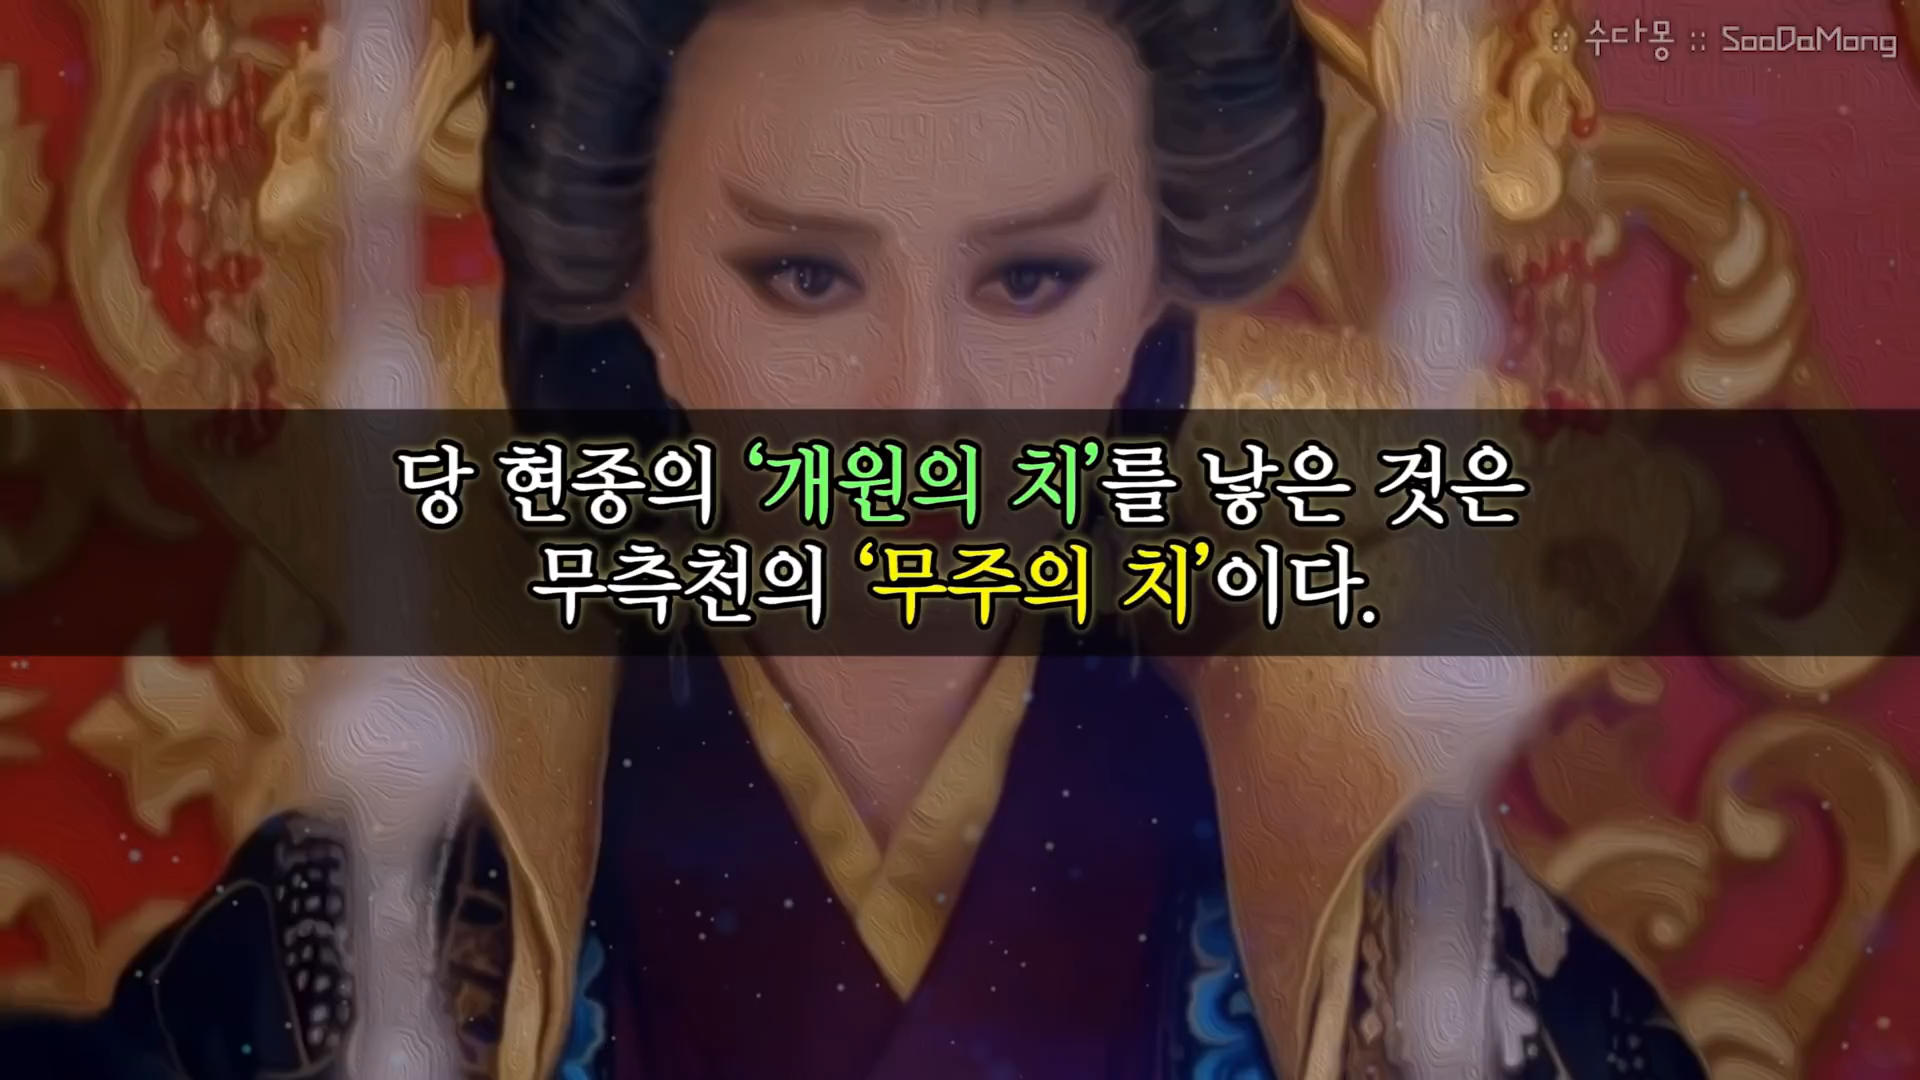 :: 수다몽 :: SooDaMong
당 현종의 ‘개원의 치’를 낳은 것은
무측천의 ‘무주의 치’이다.